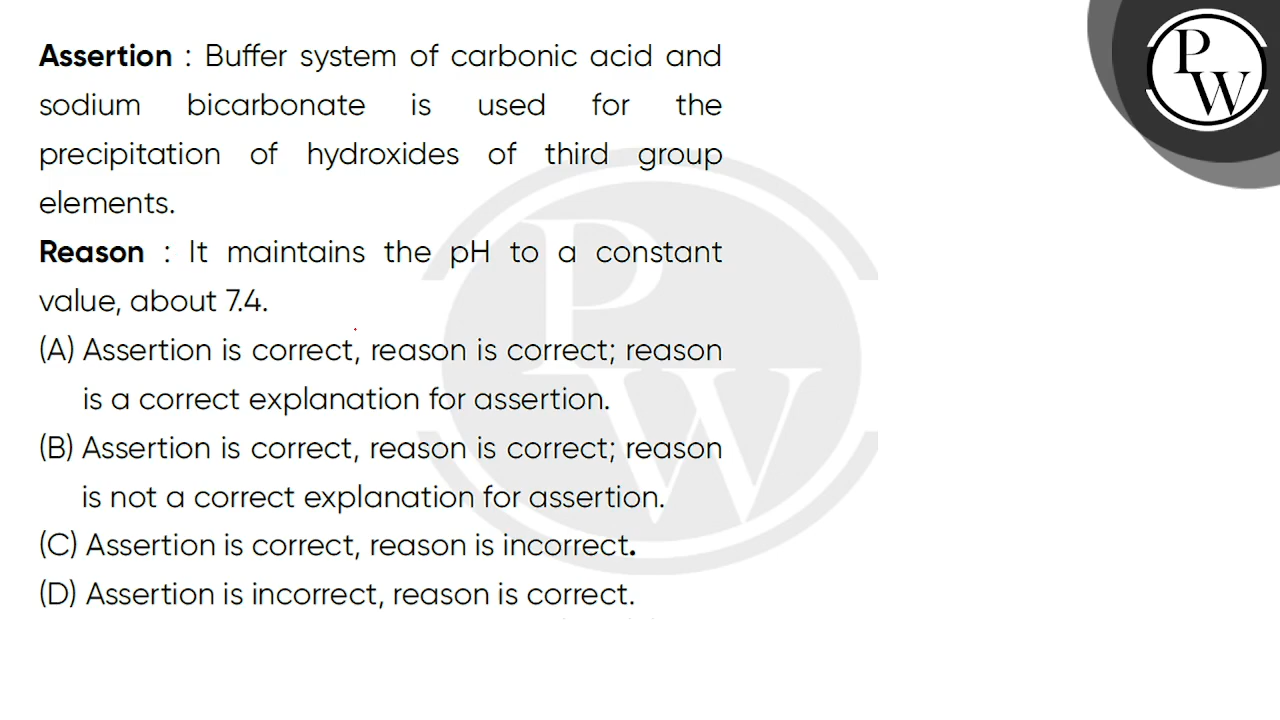 Assertion : Buffer system of carbonic acid and
sodium bicarbonate is used for the
precipitation of hydroxides of third group
elements.
Reason : It maintains the pH to a constant
value, about 7.4.
(A) Assertion is correct, reason is correct; reason
is a correct explanation for assertion.
(B) Assertion is correct, reason is correct; reason
is not a correct explanation for assertion.
(C) Assertion is correct, reason is incorrect.
(D) Assertion is incorrect, reason is correct.
PW
PW